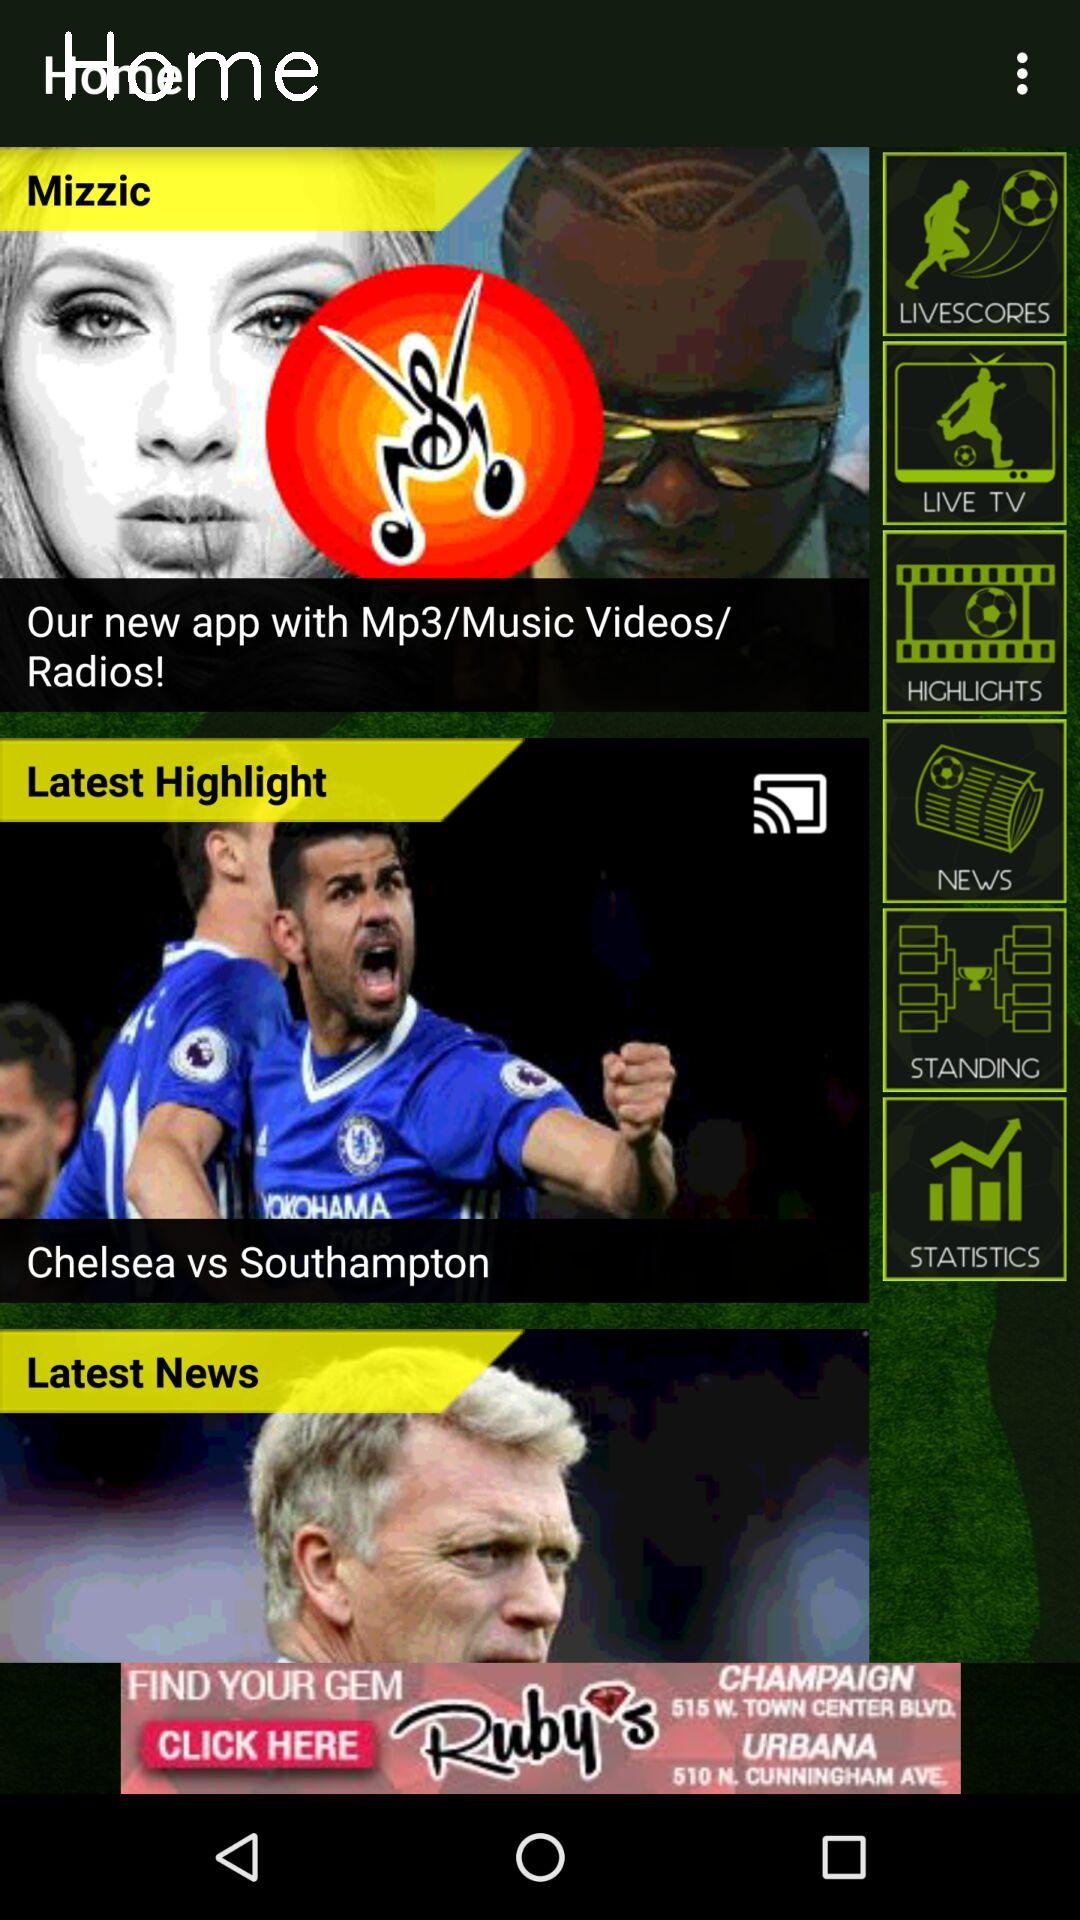 Home
Home
Mizzic
Our new app with Mp3/Music Videos/
Radios!
LIVESCORES
LIVE TV
HIGHLIGHTS
NEWS
STANDING
STATISTICS
Latest Highlight
YOKOHAMA
TYRES
Chelsea vs Southampton
Latest News
FIND YOUR GEM
CLICK HERE
Ruby's
CHAMPAIGN
515 W. TOWN CENTER BLVD.
URBANA
510 N. CUNNINGHAM AVE.